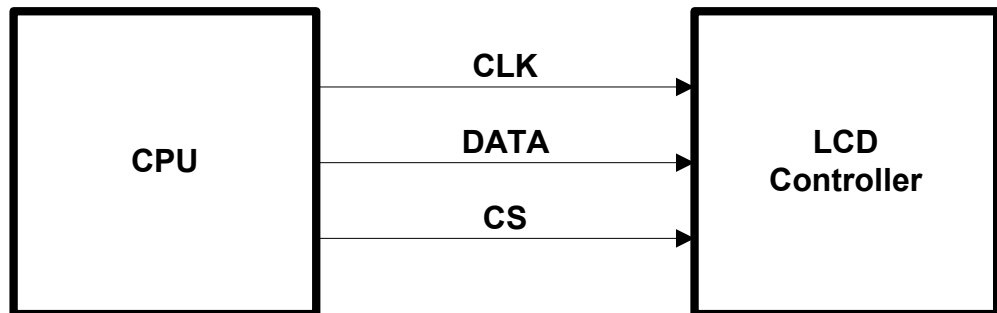 CPU
CLK
DATA
CS
LCD
Controller